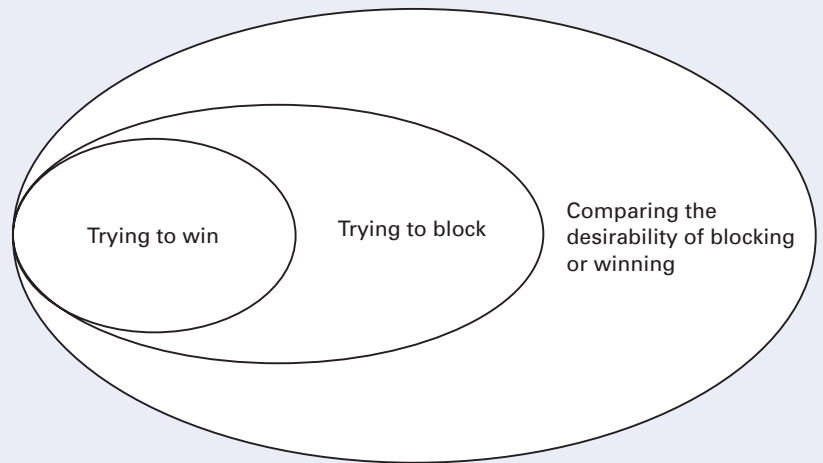 Trying to win
Trying to block
Comparing the
desirability of blocking
or winning